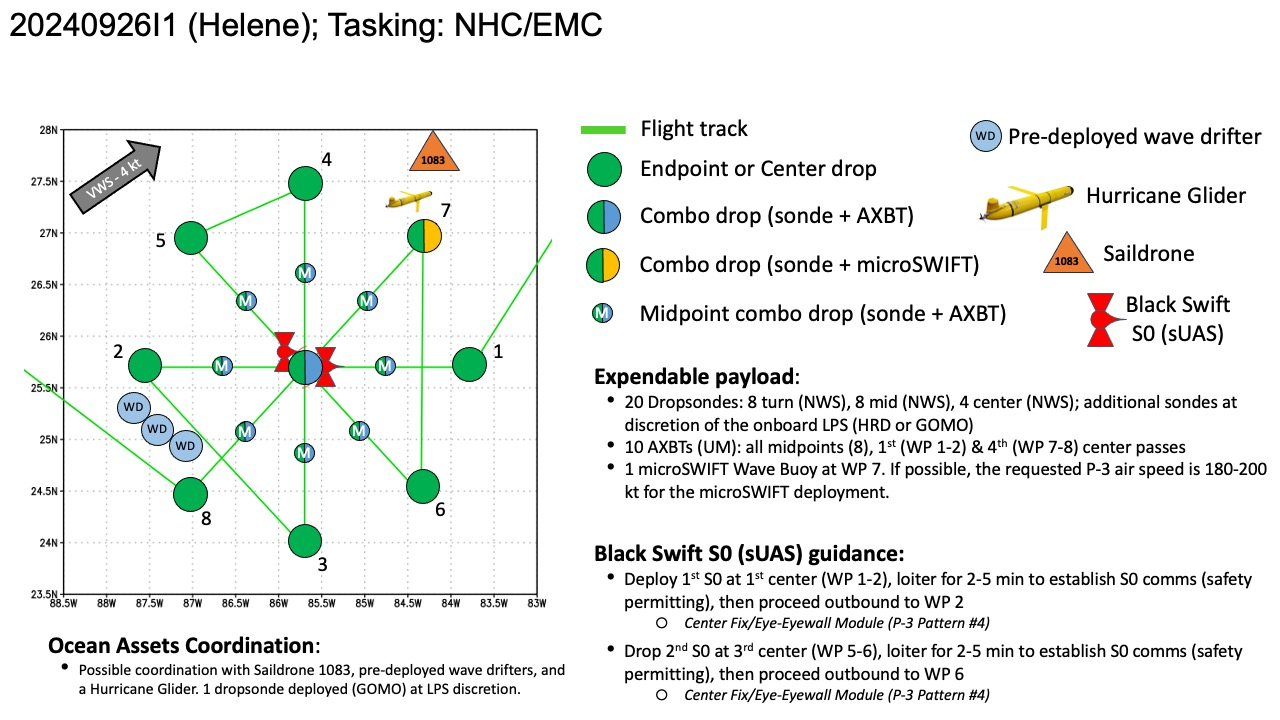 20240926I1 (Helene); Tasking: NHC/EMC
28N
27.5N
27N
26.5N
26N
25.5N
25N
24.5N
24N
23.5N
88.5W
88W
87.5W
87W
86.5W
86W
85.5W
85W
84.5W
84W
83.5W
83W
VWS - 4 kt
4
1083
7
5
M
M
M
2
M
M
1
WD
WD
WD
M
M
M
8
6
3
Flight track
Endpoint or Center drop
Combo drop (sonde + AXBT)
Combo drop (sonde + microSWIFT)
M
Midpoint combo drop (sonde + AXBT)
WD
Pre-deployed wave drifter
Hurricane Glider
1083
Saildrone
Black Swift
S0 (sUAS)
Expendable payload:
• 20 Dropsondes: 8 turn (NWS), 8 mid (NWS), 4 center (NWS); additional sondes at
discretion of the onboard LPS (HRD or GOMO)
• 10 AXBTs (UM): all midpoints (8), 1st (WP 1-2) & 4th (WP 7-8) center passes
• 1 microSWIFT Wave Buoy at WP 7. If possible, the requested P-3 air speed is 180-200
kt for the microSWIFT deployment.
Black Swift S0 (sUAS) guidance:
• Deploy 1st S0 at 1st center (WP 1-2), loiter for 2-5 min to establish S0 comms (safety
permitting), then proceed outbound to WP 2
o Center Fix/Eye-Eyewall Module (P-3 Pattern #4)
• Drop 2nd S0 at 3rd center (WP 5-6), loiter for 2-5 min to establish S0 comms (safety
permitting), then proceed outbound to WP 6
o Center Fix/Eye-Eyewall Module (P-3 Pattern #4)
Ocean Assets Coordination:
• Possible coordination with Saildrone 1083, pre-deployed wave drifters, and
a Hurricane Glider. 1 dropsonde deployed (GOMO) at LPS discretion.